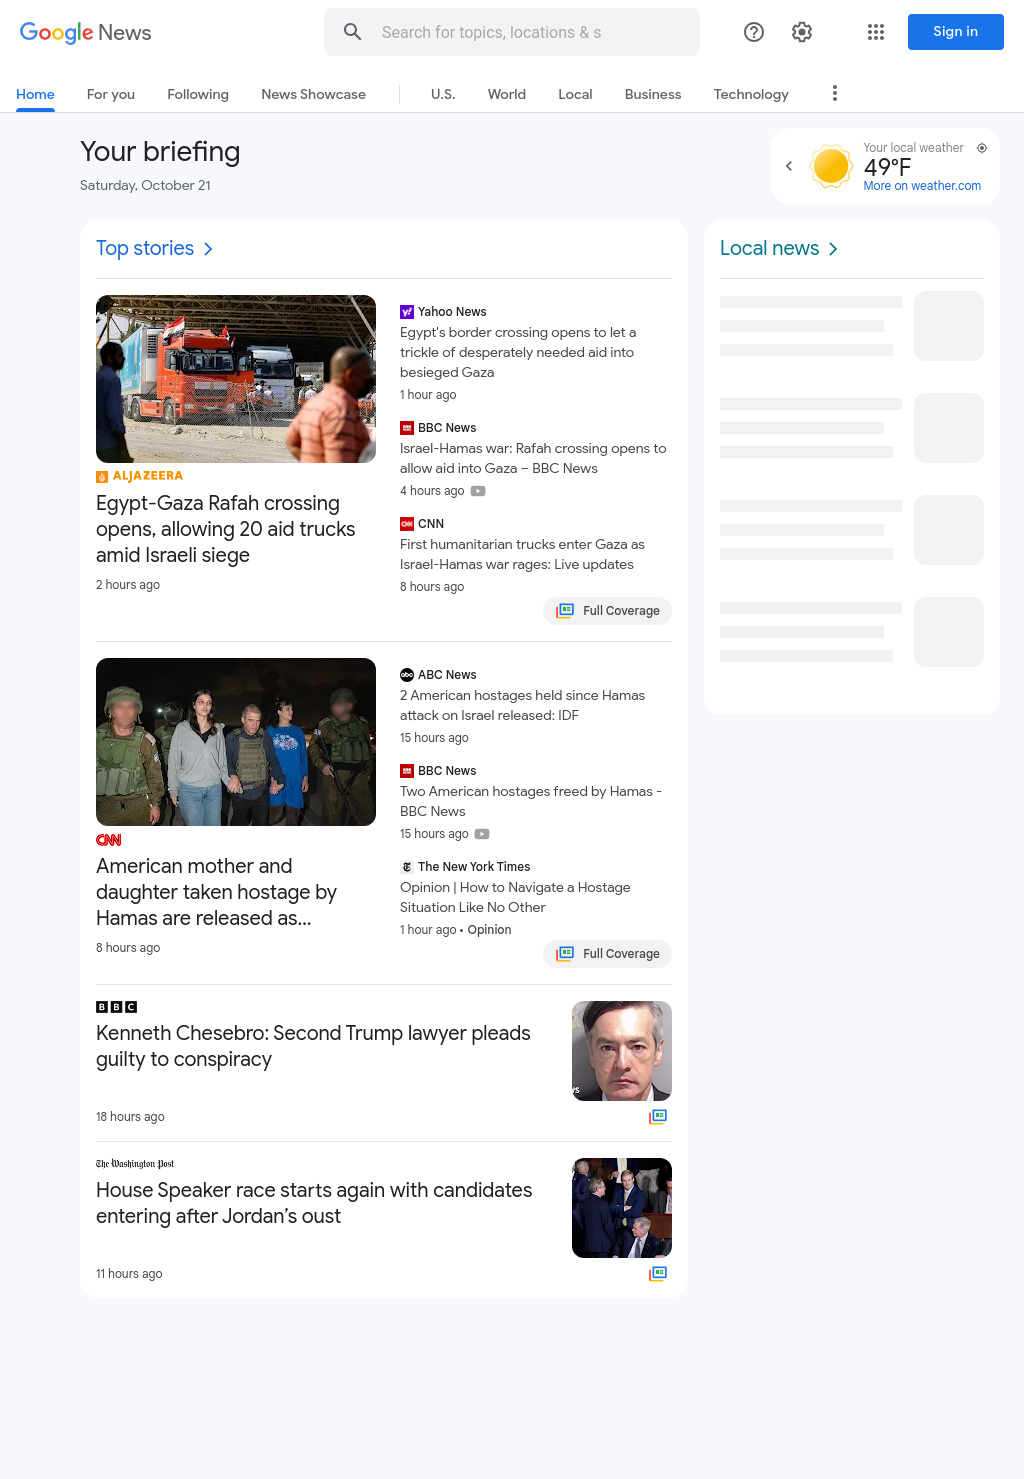 Google News
Search for topics, locations & s
Sign in
Home
For you
Following
News Showcase
U.S.
World
Local
Business
Technology
Your briefing
Saturday, October 21
Your local weather
49°F
More on weather.com
Top stories
ALJAZEERA
Egypt-Gaza Rafah crossing
opens, allowing 20 aid trucks
amid Israeli siege
2 hours ago
Yahoo News
Egypt's border crossing opens to let a
trickle of desperately needed aid into
besieged Gaza
1 hour ago
BBC News
Israel-Hamas war: Rafah crossing opens to
allow aid into Gaza – BBC News
4 hours ago
CNN
First humanitarian trucks enter Gaza as
Israel-Hamas war rages: Live updates
8 hours ago
Full Coverage
CNN
American mother and
daughter taken hostage by
Hamas are released as...
8 hours ago
abc
ABC News
2 American hostages held since Hamas
attack on Israel released: IDF
15 hours ago
BBC News
Two American hostages freed by Hamas -
BBC News
15 hours ago
The New York Times
Opinion | How to Navigate a Hostage
Situation Like No Other
1 hour ago • Opinion
Full Coverage
BBC
Kenneth Chesebro: Second Trump lawyer pleads
guilty to conspiracy
18 hours ago
The Washington Post
House Speaker race starts again with candidates
entering after Jordan’s oust
11 hours ago
Local news